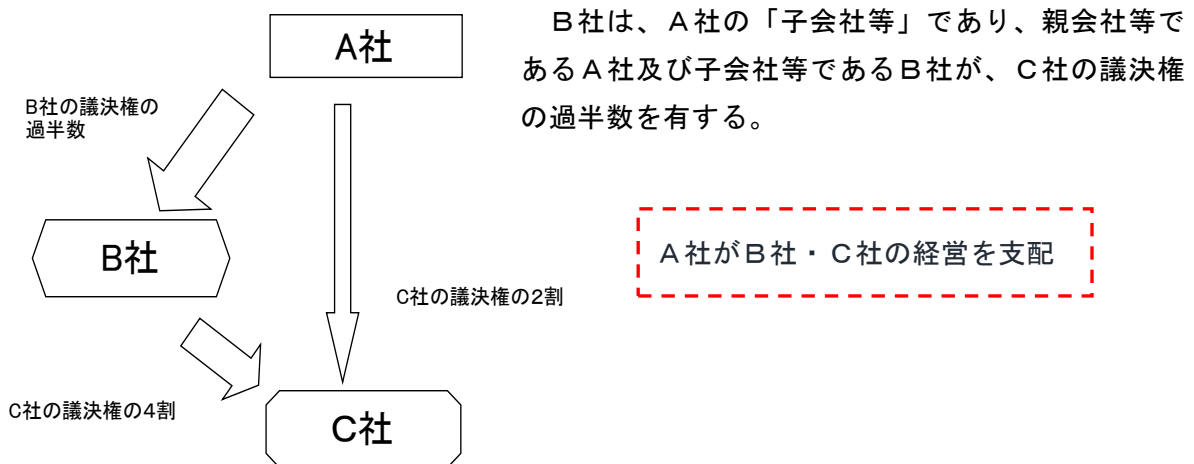 A社
　Ｂ社は、Ａ社の「子会社等」であり、親会社等で
あるＡ社及び子会社等であるＢ社が、Ｃ社の議決権
の過半数を有する。
B社の議決権の
過半数
Ａ社がＢ社・Ｃ社の経営を支配
B社
C社の議決権の2割
C社の議決権の4割
C社